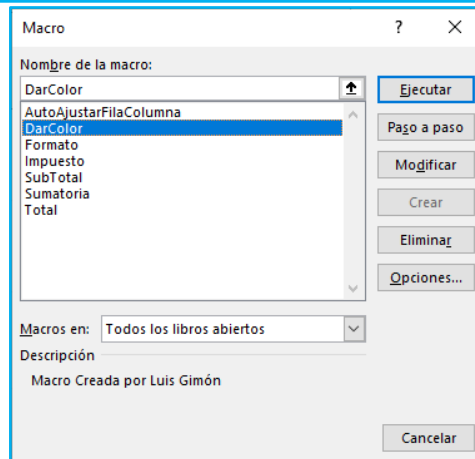 Macro
?
Nombre de la macro:
DarColor
Ejecutar
AutoAjustarFilaColumna
DarColor
Formato
Impuesto
SubTotal
Sumatoria
Total
Paso a paso
Modificar
Crear
Eliminar
Opciones...
Macros en: Todos los libros abiertos
Descripción
Macro Creada por Luis Gimón
Cancelar